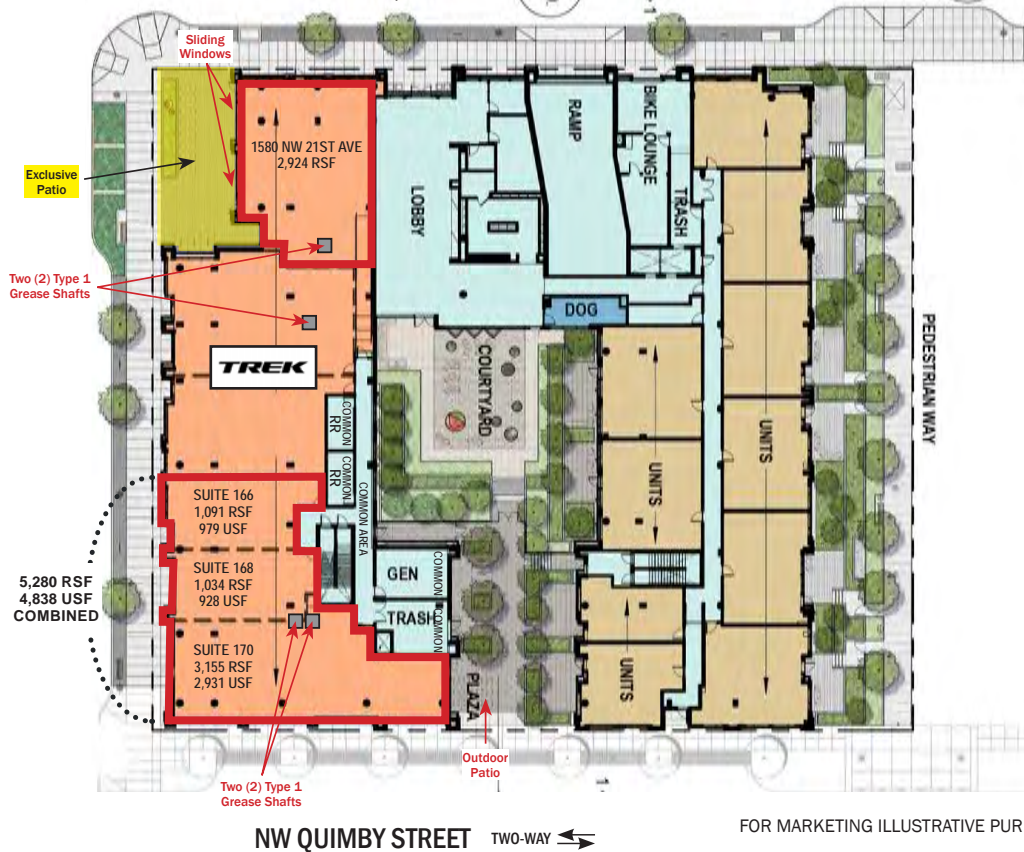 Sliding
Windows
1580 NW 21ST AVE
2,924 RSF
Exclusive
Patio
Two (2) Type 1
Grease Shafts
LOBBY
RAMP
BIKE LOUNGE
TRASH
DOG
TREK
COURTYARD
COMMON
RR
COMMON
RR
COMMON AREA
UNITS
UNITS
PEDESTRIAN WAY
SUITE 166
1,091 RSF
979 USF
SUITE 168
1,034 RSF
928 USF
SUITE 170
3,155 RSF
2,931 USF
5,280 RSF
4,838 USF
COMBINED
GEN
COMMON
TRASH
COMMON
UNITS
PLAZA
Outdoor
Patio
Two (2) Type 1
Grease Shafts
NW QUIMBY STREET TWO-WAY
FOR MARKETING ILLUSTRATIVE PUR